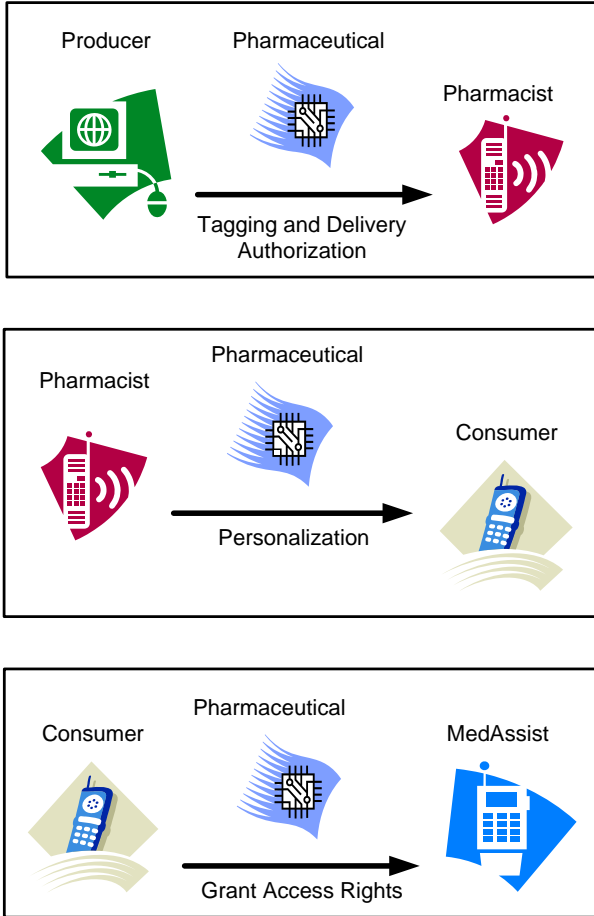 Producer
Pharmaceutical
Pharmacist
Tagging and Delivery
Authorization
Pharmaceutical
Pharmacist
Consumer
Personalization
Pharmaceutical
Consumer
MedAssist
Grant Access Rights